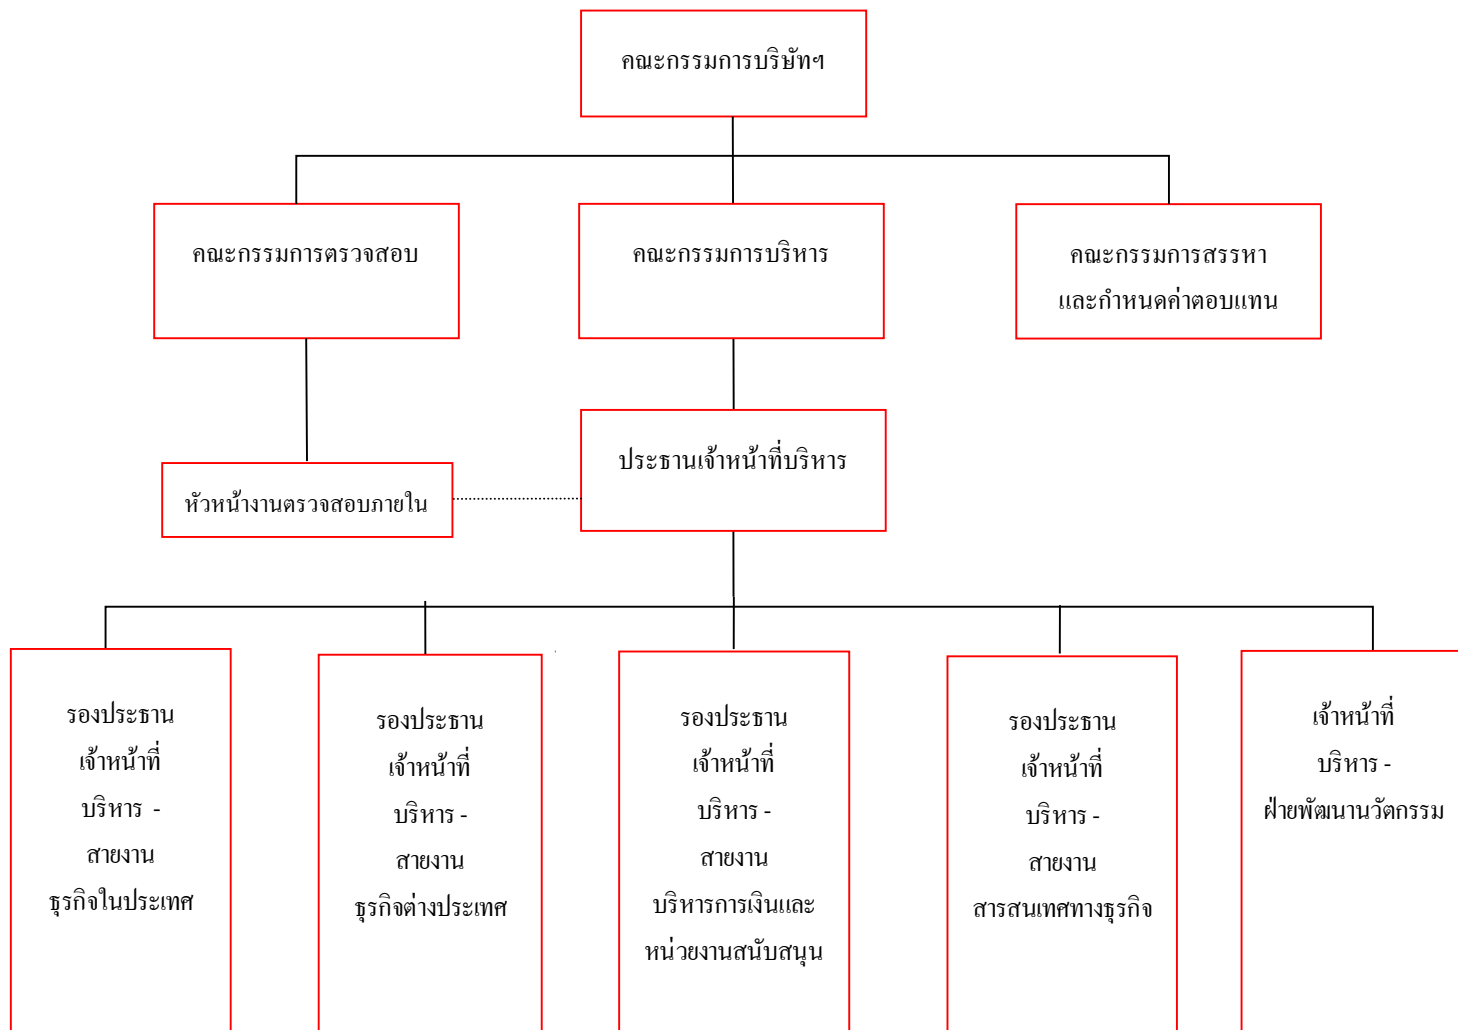 คณะกรรมการบริษัทฯ
คณะกรรมการตรวจสอบ
คณะกรรมการบริหาร
คณะกรรมการสรรหา
และกำหนดค่าตอบแทน
ประธานเจ้าหน้าที่บริหาร
หัวหน้างานตรวจสอบภายใน
รองประธาน
เจ้าหน้าที่
บริหาร -
สายงาน
ธุรกิจในประเทศ
รองประธาน
เจ้าหน้าที่
บริหาร -
สายงาน
ธุรกิจต่างประเทศ
รองประธาน
เจ้าหน้าที่
บริหาร -
สายงาน
บริหารการเงินและ
หน่วยงานสนับสนุน
รองประธาน
เจ้าหน้าที่
บริหาร -
สายงาน
สารสนเทศทางธุรกิจ
เจ้าหน้าที่
บริหาร -
ฝ่ายพัฒนานวัตกรรม